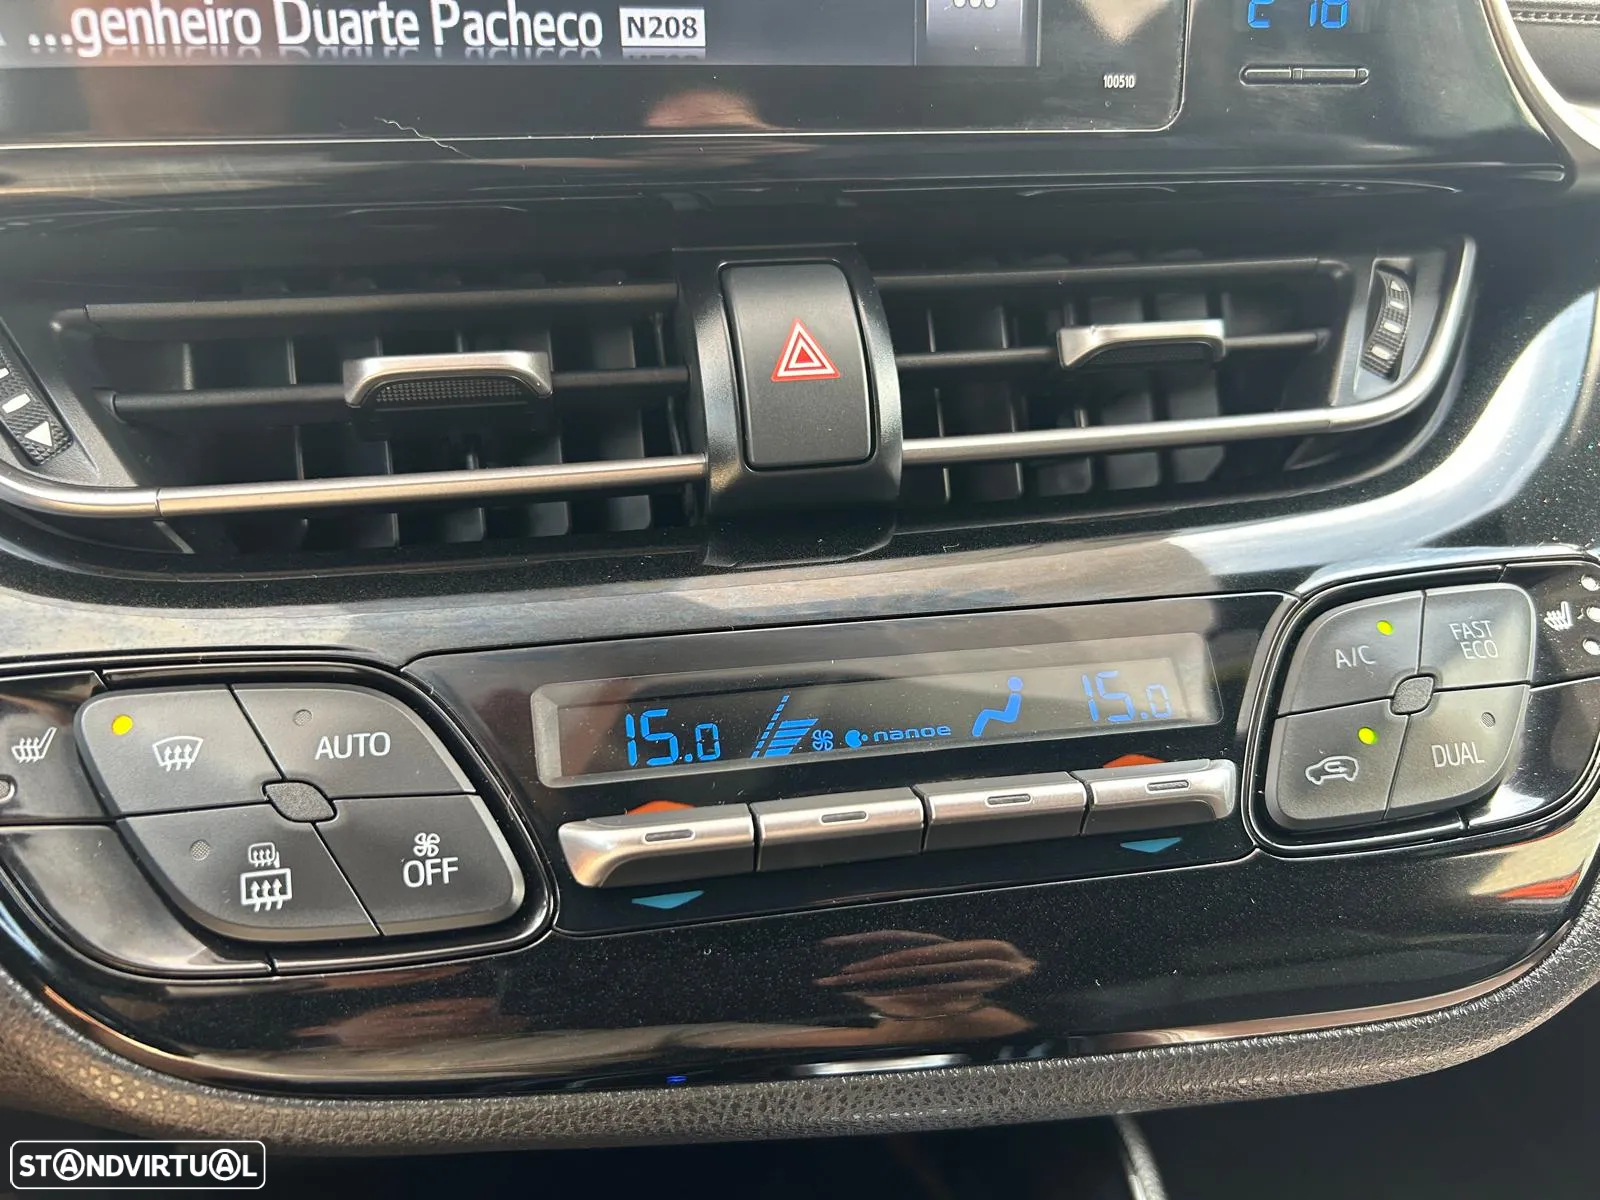 ...genheiro Duarte Pacheco N208
100510
15.0 nanoe 15.0
A/C
FAST ECO
AUTO
DUAL
OFF
STANDVIRTUAL